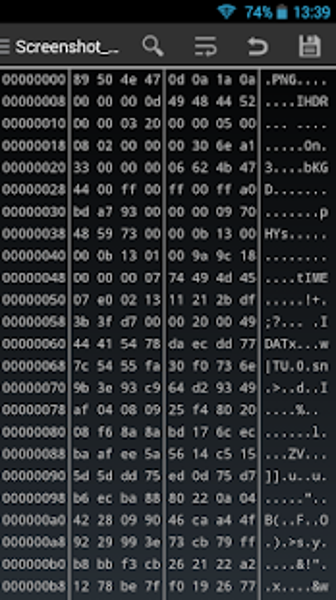 74% 13:39
Screenshot_...
00000000 89 50 4e 47 0d 0a 1a 0a .PNG....
00000008 00 00 00 0d 49 48 44 52 ....IHDR
00000010 00 00 03 20 00 00 05 00 ... ....
00000018 08 02 00 00 00 30 6e a1 .....0n.
00000020 33 00 00 00 06 62 4b 47 3....bKG
00000028 44 00 ff 00 ff 00 ff a0 D.......
00000030 bd a7 93 00 00 00 09 70 .......p
00000038 48 59 73 00 00 0b 13 00 HYs.....
00000040 00 0b 13 01 00 9a 9c 18 ........
00000048 00 00 00 07 74 49 4d 45 ....tIME
00000050 07 e0 02 13 11 21 2b df .....!+.
00000058 3b 3f d7 00 00 20 00 49 ;?... .I
00000060 44 41 54 78 da ec dd 77 DATx...w
00000068 7c 54 55 fa 30 f0 73 6e |TU.0.sn
00000070 9b 3e 93 c9 64 d2 93 49 .>..d..I
00000078 af 04 08 09 25 f4 80 20 ....%..
00000080 08 f6 8a 8a bd 17 6c ec ......l.
00000088 ba af ee 5a 56 14 c5 15 ...ZV...
00000090 5d 5d dd 75 ed 0d 75 d7 ]].u..u.
00000098 b6 ec ba 88 80 22 0a 04 ....."..
000000a0 42 28 09 90 46 ca a4 4f B(..F..O
000000a8 92 29 99 3e 73 cb 79 ff .).>s.y.
000000b0 b8 bb f3 cb 26 21 22 a2 ....&!".
000000b8 12 78 be 7f f0 19 26 77 .x....&w